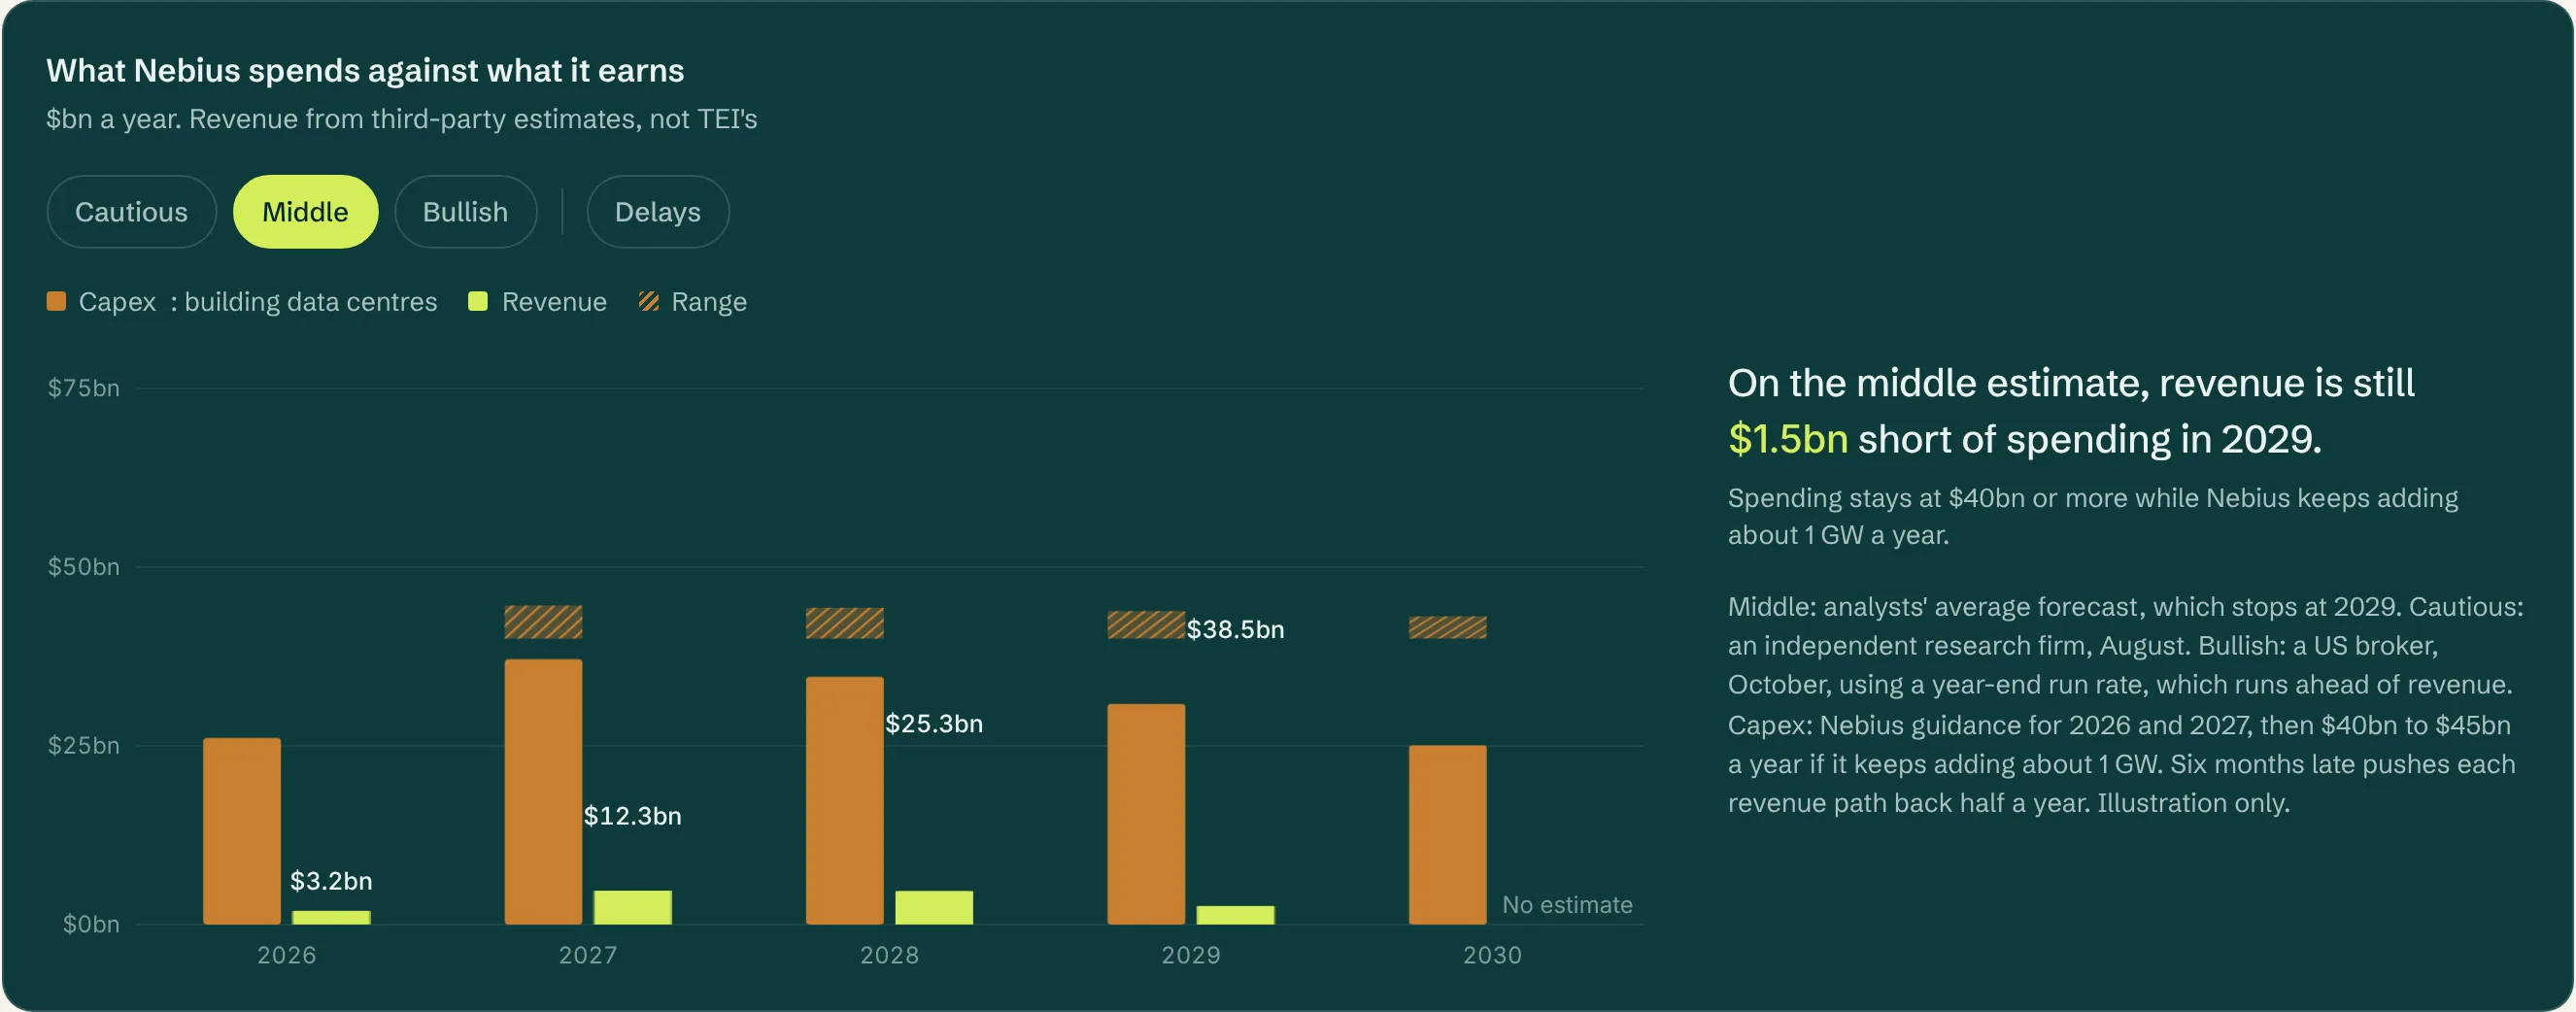 What Nebius spends against what it earns
$bn a year. Revenue from third-party estimates, not TEI's
Cautious
Middle
Bullish
Delays
Capex : building data centres
Revenue
Range
$75bn
$50bn
$25bn
$0bn
$3.2bn
$12.3bn
$25.3bn
$38.5bn
No estimate
2026
2027
2028
2029
2030
On the middle estimate, revenue is still
$1.5bn short of spending in 2029.
Spending stays at $40bn or more while Nebius keeps adding
about 1 GW a year.
Middle: analysts' average forecast, which stops at 2029. Cautious:
an independent research firm, August. Bullish: a US broker,
October, using a year-end run rate, which runs ahead of revenue.
Capex: Nebius guidance for 2026 and 2027, then $40bn to $45bn
a year if it keeps adding about 1 GW. Six months late pushes each
revenue path back half a year. Illustration only.